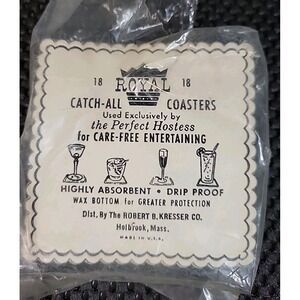 18 ROYAL 18
CATCH-ALL COASTERS
Used Exclusively by
the Perfect Hostess
for CARE-FREE ENTERTAINING
HIGHLY ABSORBENT • DRIP PROOF
WAX BOTTOM for GREATER PROTECTION
Dist. By The ROBERT B. KRESSER CO.
Holbrook, Mass.
MADE IN U.S.A.